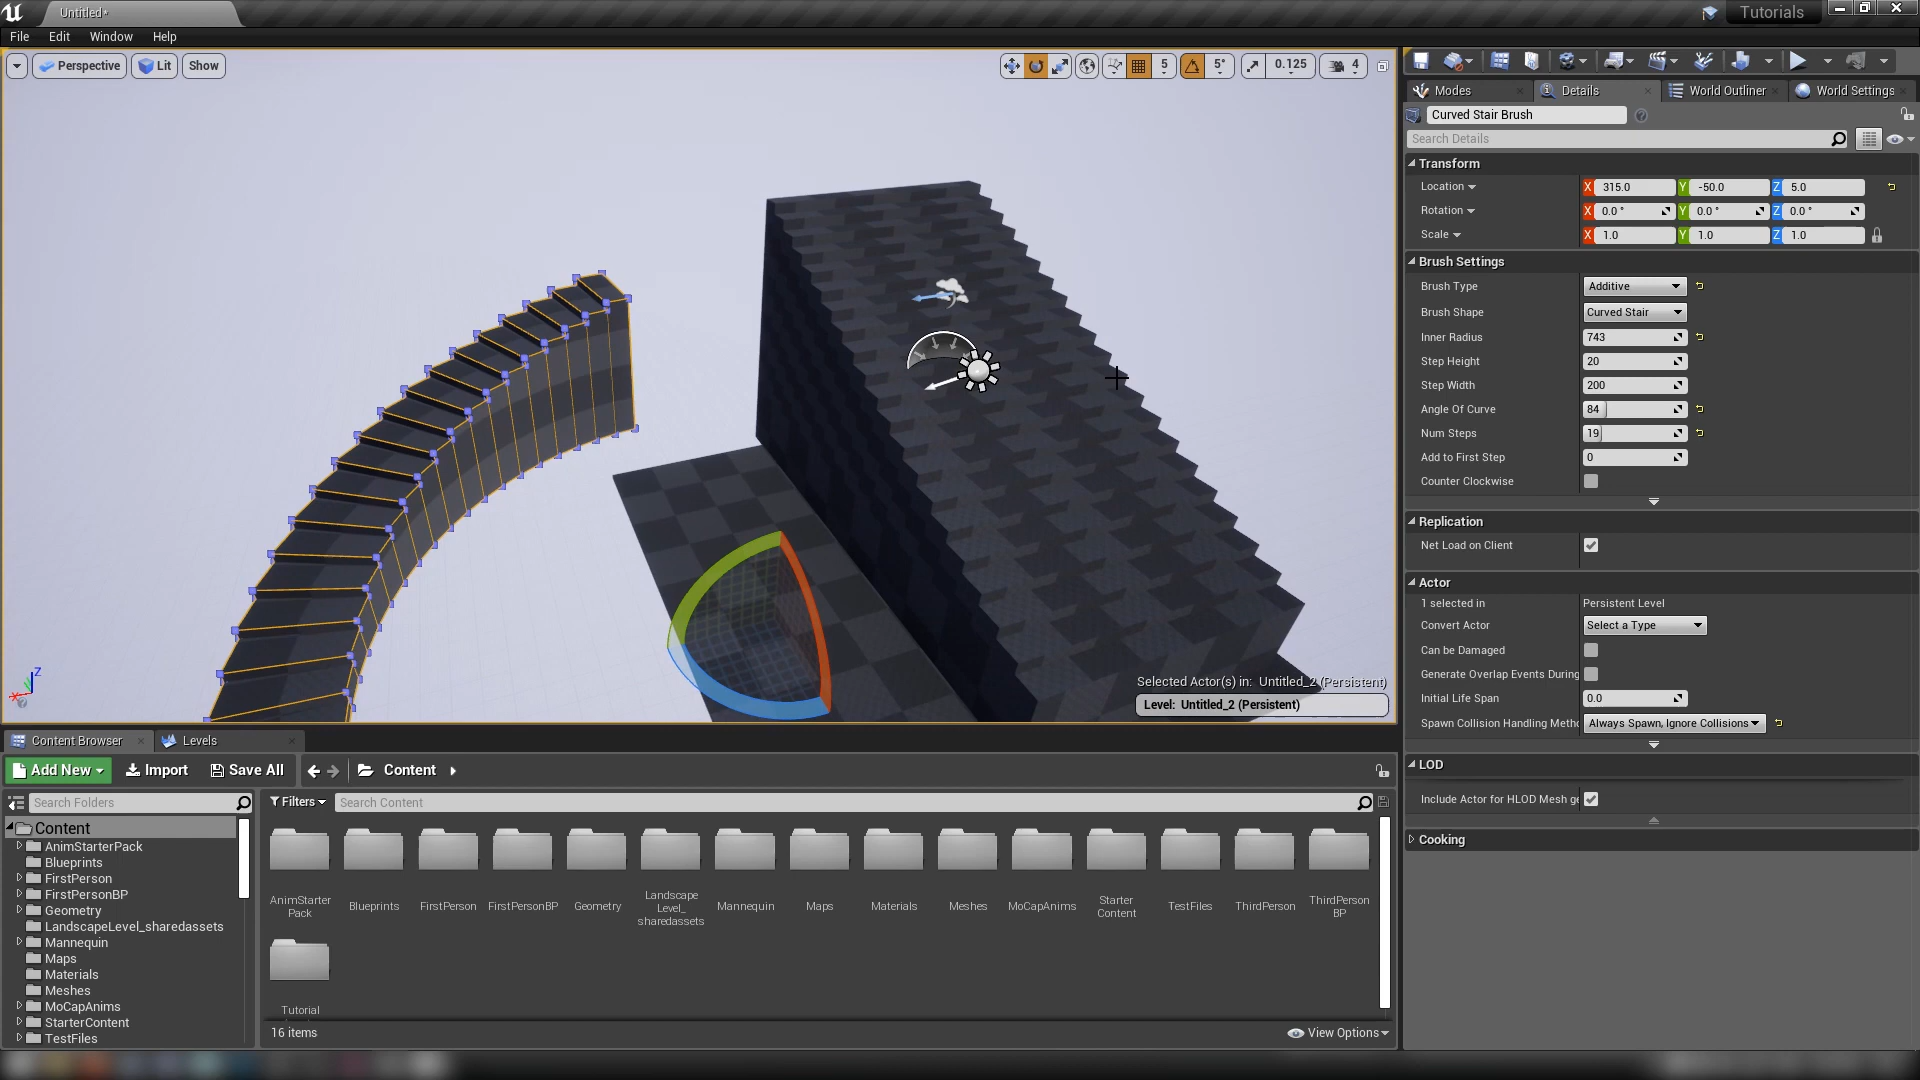 Untitled*
Tutorials
File Edit Window Help
Perspective Lit Show
5 5° 0.125 4
Selected Actor(s) in: Untitled_2 (Persistent)
Level: Untitled_2 (Persistent)
Z
X
Y
Modes Details World Outliner World Settings
Curved Stair Brush
Search Details
Transform
Location X 315.0 Y -50.0 Z 5.0
Rotation X 0.0 ° Y 0.0 ° Z 0.0 °
Scale X 1.0 Y 1.0 Z 1.0
Brush Settings
Brush Type Additive
Brush Shape Curved Stair
Inner Radius 743
Step Height 20
Step Width 200
Angle Of Curve 84
Num Steps 19
Add to First Step 0
Counter Clockwise
Replication
Net Load on Client
Actor
1 selected in Persistent Level
Convert Actor Select a Type
Can be Damaged
Generate Overlap Events During
Initial Life Span 0.0
Spawn Collision Handling Metho Always Spawn, Ignore Collisions
LOD
Include Actor for HLOD Mesh ge
Cooking
Content Browser Levels
Add New Import Save All Content
Search Folders
Filters Search Content
Content
AnimStarterPack
Blueprints
FirstPerson
FirstPersonBP
Geometry
LandscapeLevel_sharedassets
Mannequin
Maps
Materials
Meshes
MoCapAnims
StarterContent
TestFiles
AnimStarter
Pack
Blueprints
FirstPerson
FirstPersonBP
Geometry
Landscape
Level_
sharedassets
Mannequin
Maps
Materials
Meshes
MoCapAnims
Starter
Content
TestFiles
ThirdPerson
ThirdPerson
BP
Tutorial
16 items
View Options